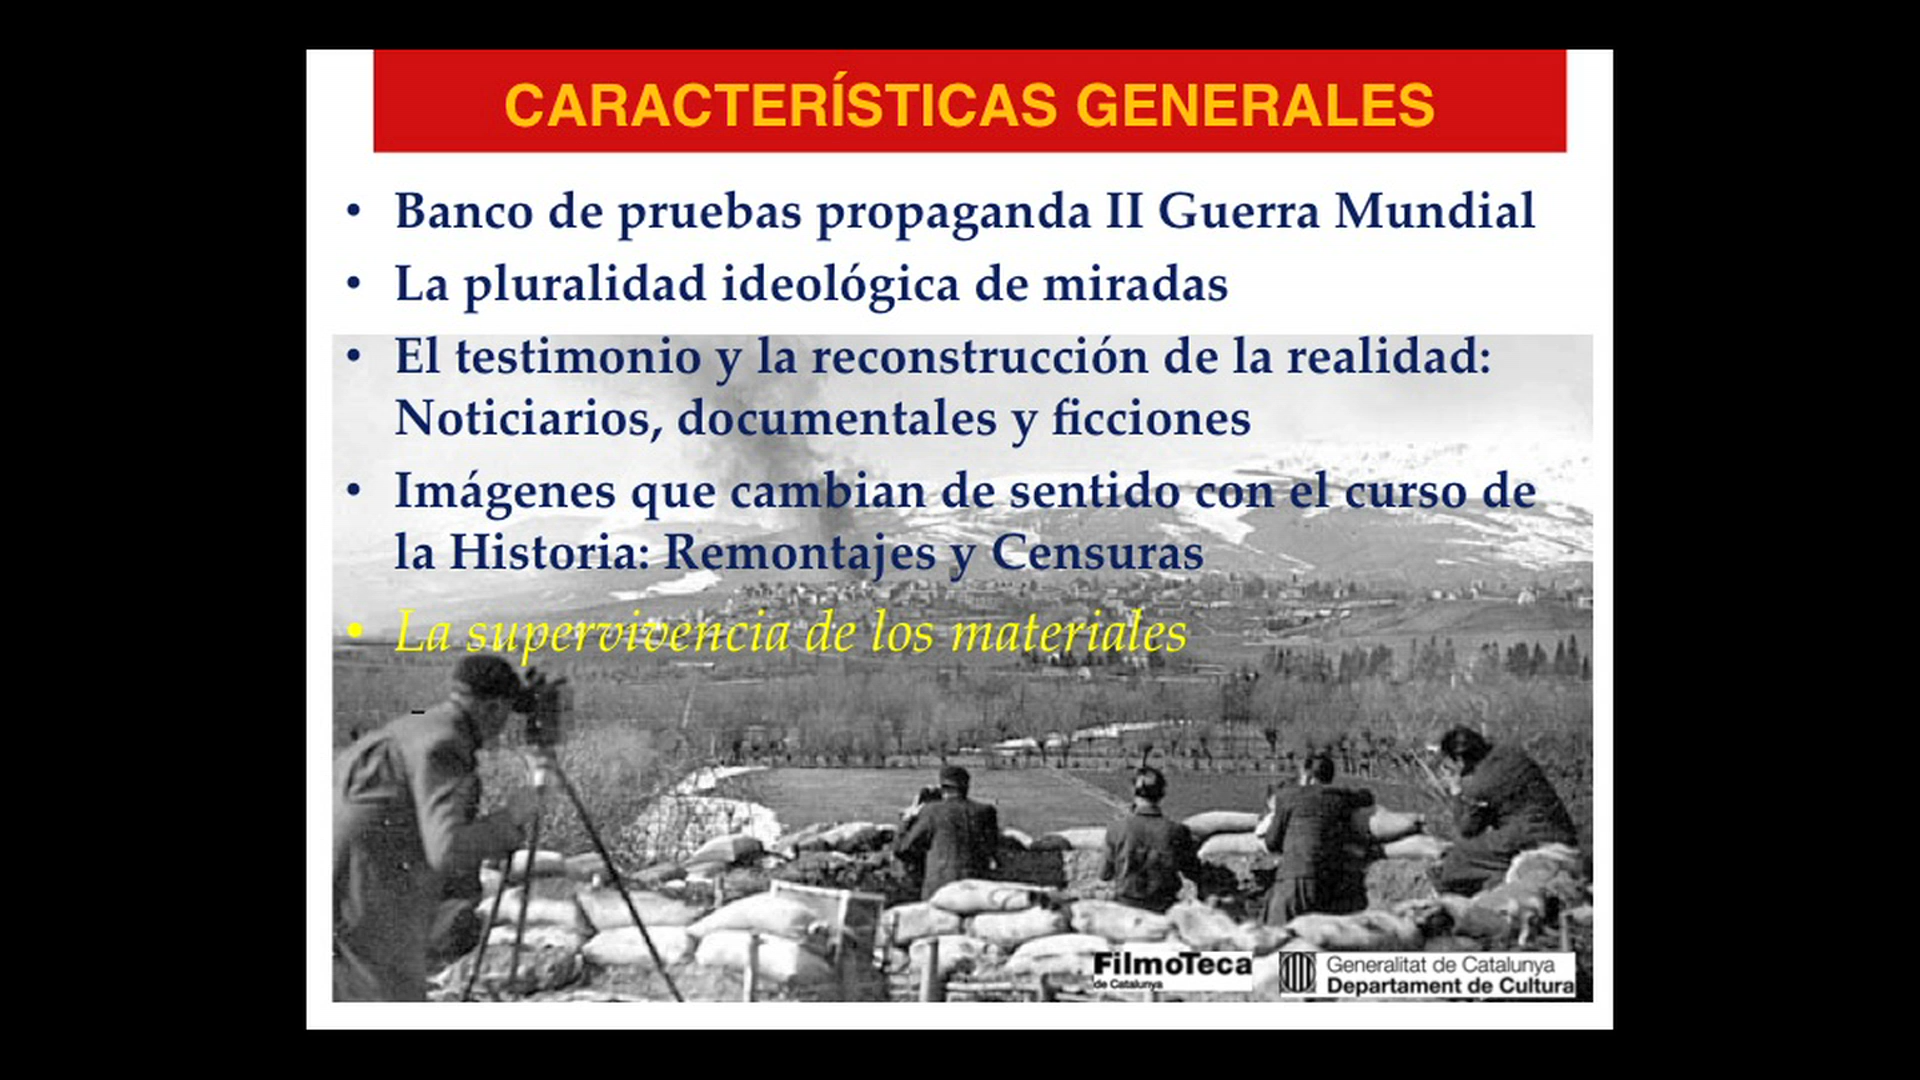 CARACTERÍSTICAS GENERALES
• Banco de pruebas propaganda II Guerra Mundial
• La pluralidad ideológica de miradas
• El testimonio y la reconstrucción de la realidad:
Noticiarios, documentales y ficciones
• Imágenes que cambian de sentido con el curso de
la Historia: Remontajes y Censuras
• La supervivencia de los materiales
–
FilmoTeca
de Catalunya
Generalitat de Catalunya
Departament de Cultura